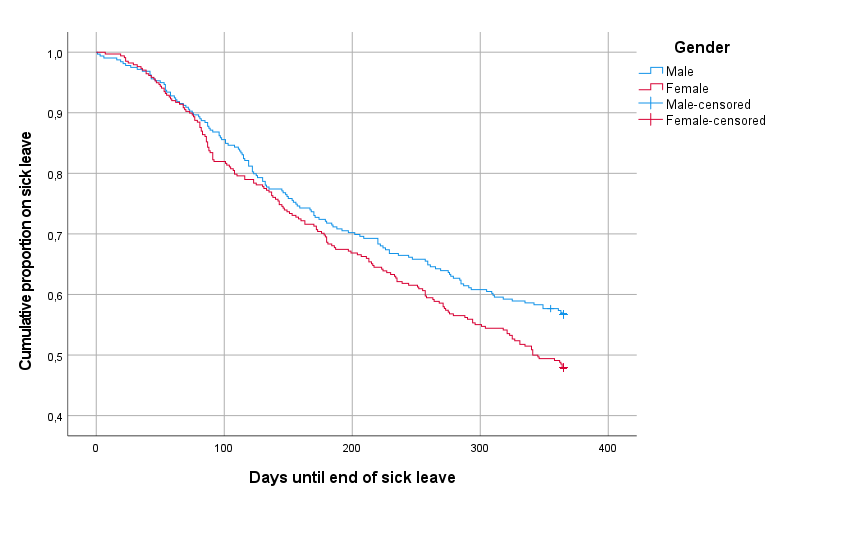 Gender
Male
Female
Male-censored
Female-censored
Cumulative proportion on sick leave
1,0
0,9
0,8
0,7
0,6
0,5
0,4
0 100 200 300 400
Days until end of sick leave